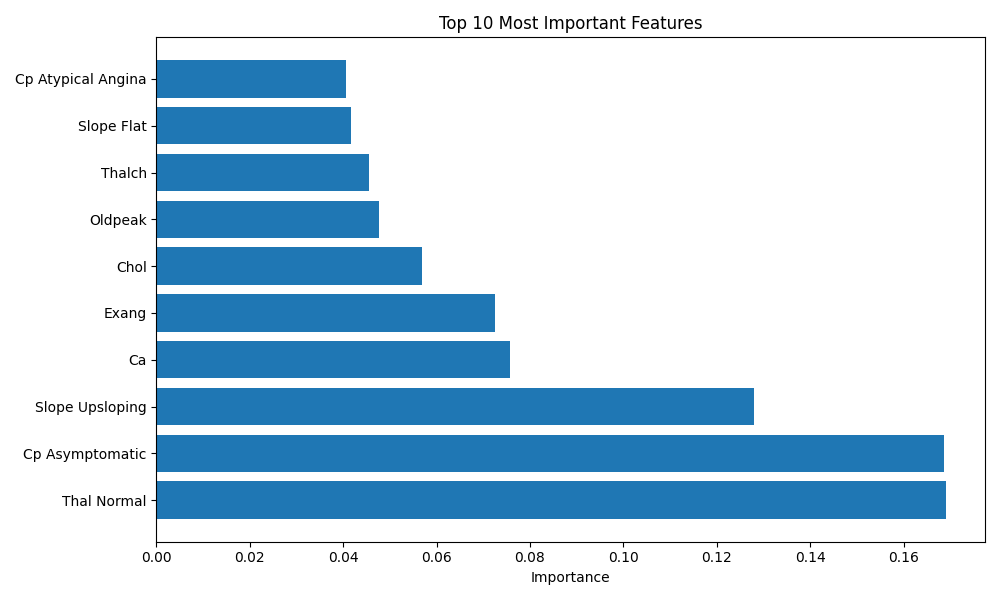 Top 10 Most Important Features
Cp Atypical Angina
Slope Flat
Thalch
Oldpeak
Chol
Exang
Ca
Slope Upsloping
Cp Asymptomatic
Thal Normal
0.00 0.02 0.04 0.06 0.08 0.10 0.12 0.14 0.16
Importance